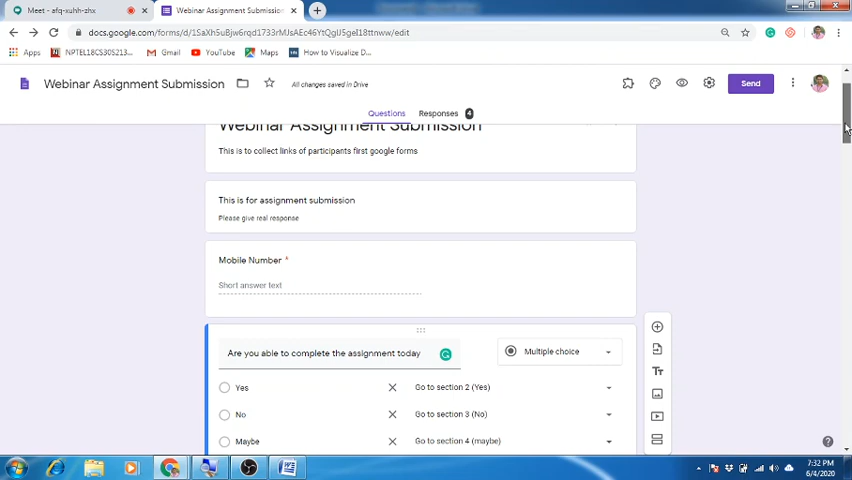 Meet - afq-xuhh-zhx
Webinar Assignment Submission
docs.google.com/forms/d/1SaXh5uBjw6rqd1733rMJsAEc46YtQgIJ5geI18ttnww/edit
Apps
NPTEL18CS30S213...
Gmail
YouTube
Maps
How to Visualize D...
Webinar Assignment Submission
All changes saved in Drive
Send
Questions
Responses 4
Webinar Assignment Submission
This is to collect links of participants first google forms
This is for assignment submission
Please give real response
Mobile Number *
Short answer text
Are you able to complete the assignment today
Multiple choice
Yes
Go to section 2 (Yes)
No
Go to section 3 (No)
Maybe
Go to section 4 (maybe)
7:32 PM
6/4/2020